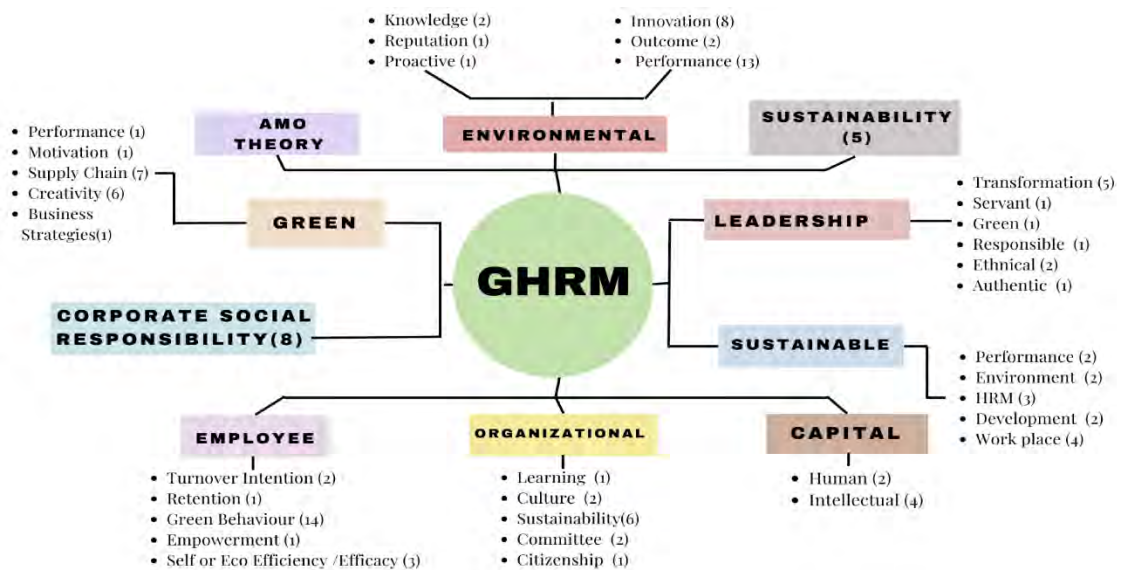 • Knowledge (2)
• Reputation (1)
• Proactive (1)
• Innovation (8)
• Outcome (2)
• Performance (13)
AMO
THEORY
ENVIRONMENTAL
SUSTAINABILITY
(5)
• Performance (1)
• Motivation (1)
• Supply Chain (7)
• Creativity (6)
• Business
Strategies(1)
GREEN
LEADERSHIP
• Transformation (5)
• Servant (1)
• Green (1)
• Responsible (1)
• Ethnical (2)
• Authentic (1)
GHRM
CORPORATE SOCIAL
RESPONSIBILITY(8)
SUSTAINABLE
• Performance (2)
• Environment (2)
• HRM (3)
• Development (2)
• Work place (4)
EMPLOYEE
• Turnover Intention (2)
• Retention (1)
• Green Behaviour (14)
• Empowerment (1)
• Self or Eco Efficiency /Efficacy (3)
ORGANIZATIONAL
• Learning (1)
• Culture (2)
• Sustainability(6)
• Committee (2)
• Citizenship (1)
CAPITAL
• Human (2)
• Intellectual (4)